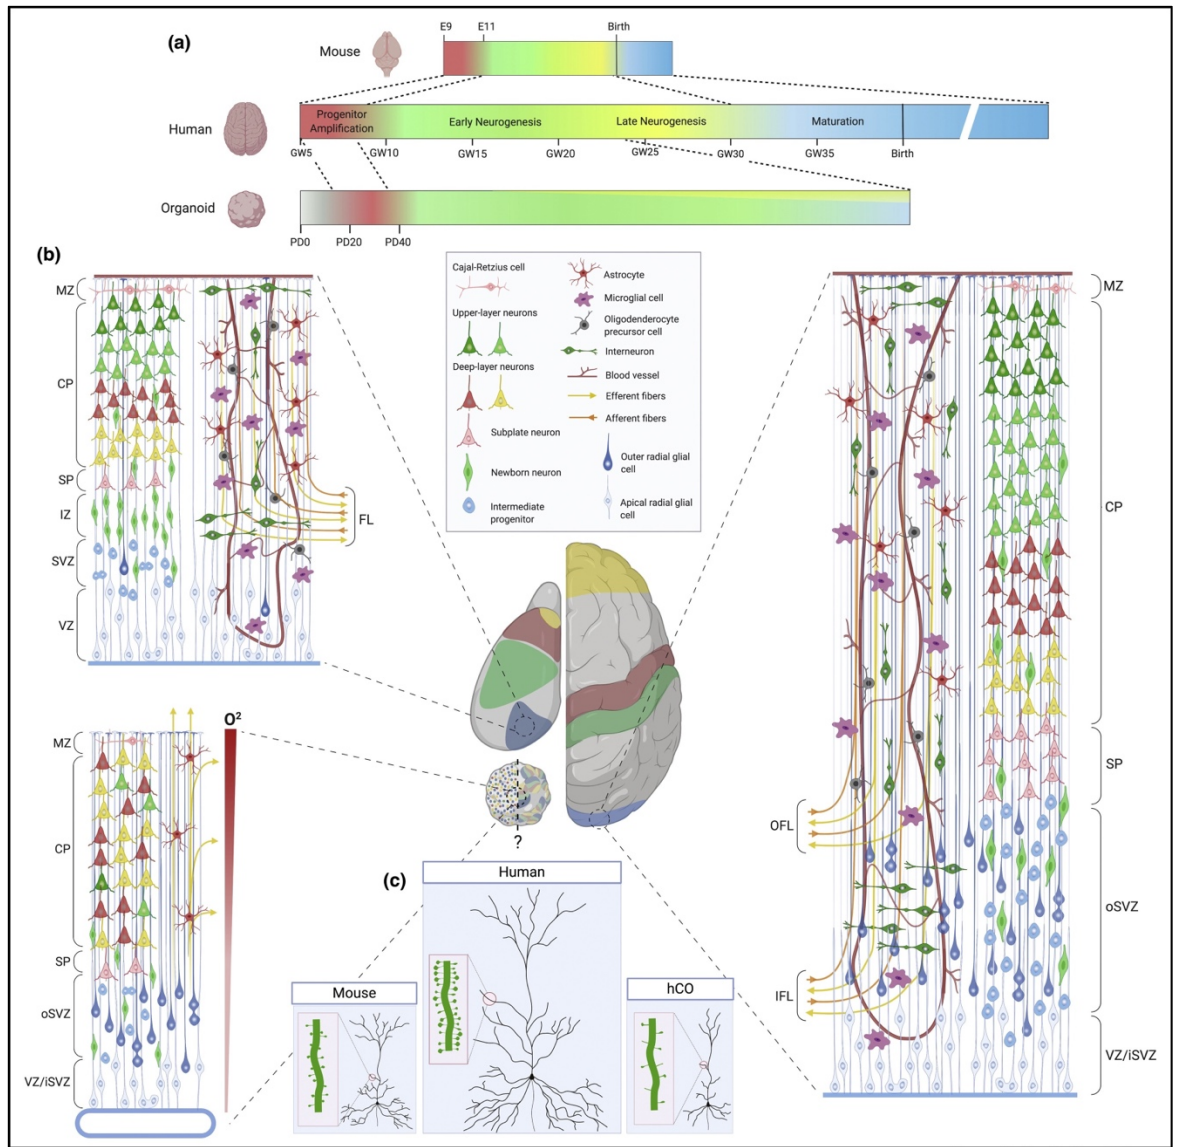 (a)
E9 E11 Birth
Mouse
Human
Progenitor
Amplification
Early Neurogenesis
Late Neurogenesis
Maturation
GW5 GW10 GW15 GW20 GW25 GW30 GW35 Birth
Organoid
PD0 PD20 PD40
(b)
MZ
CP
SP
IZ
SVZ
VZ
FL
Cajal-Retzius cell
Upper-layer neurons
Deep-layer neurons
Subplate neuron
Newborn neuron
Intermediate
progenitor
Astrocyte
Microglial cell
Oligodenderocyte
precursor cell
Interneuron
Blood vessel
Efferent fibers
Afferent fibers
Outer radial glial
cell
Apical radial glial
cell
MZ
CP
SP
oSVZ
VZ/iSVZ
OFL
IFL
O²
MZ
CP
SP
oSVZ
VZ/iSVZ
?
(c)
Human
Mouse
hCO